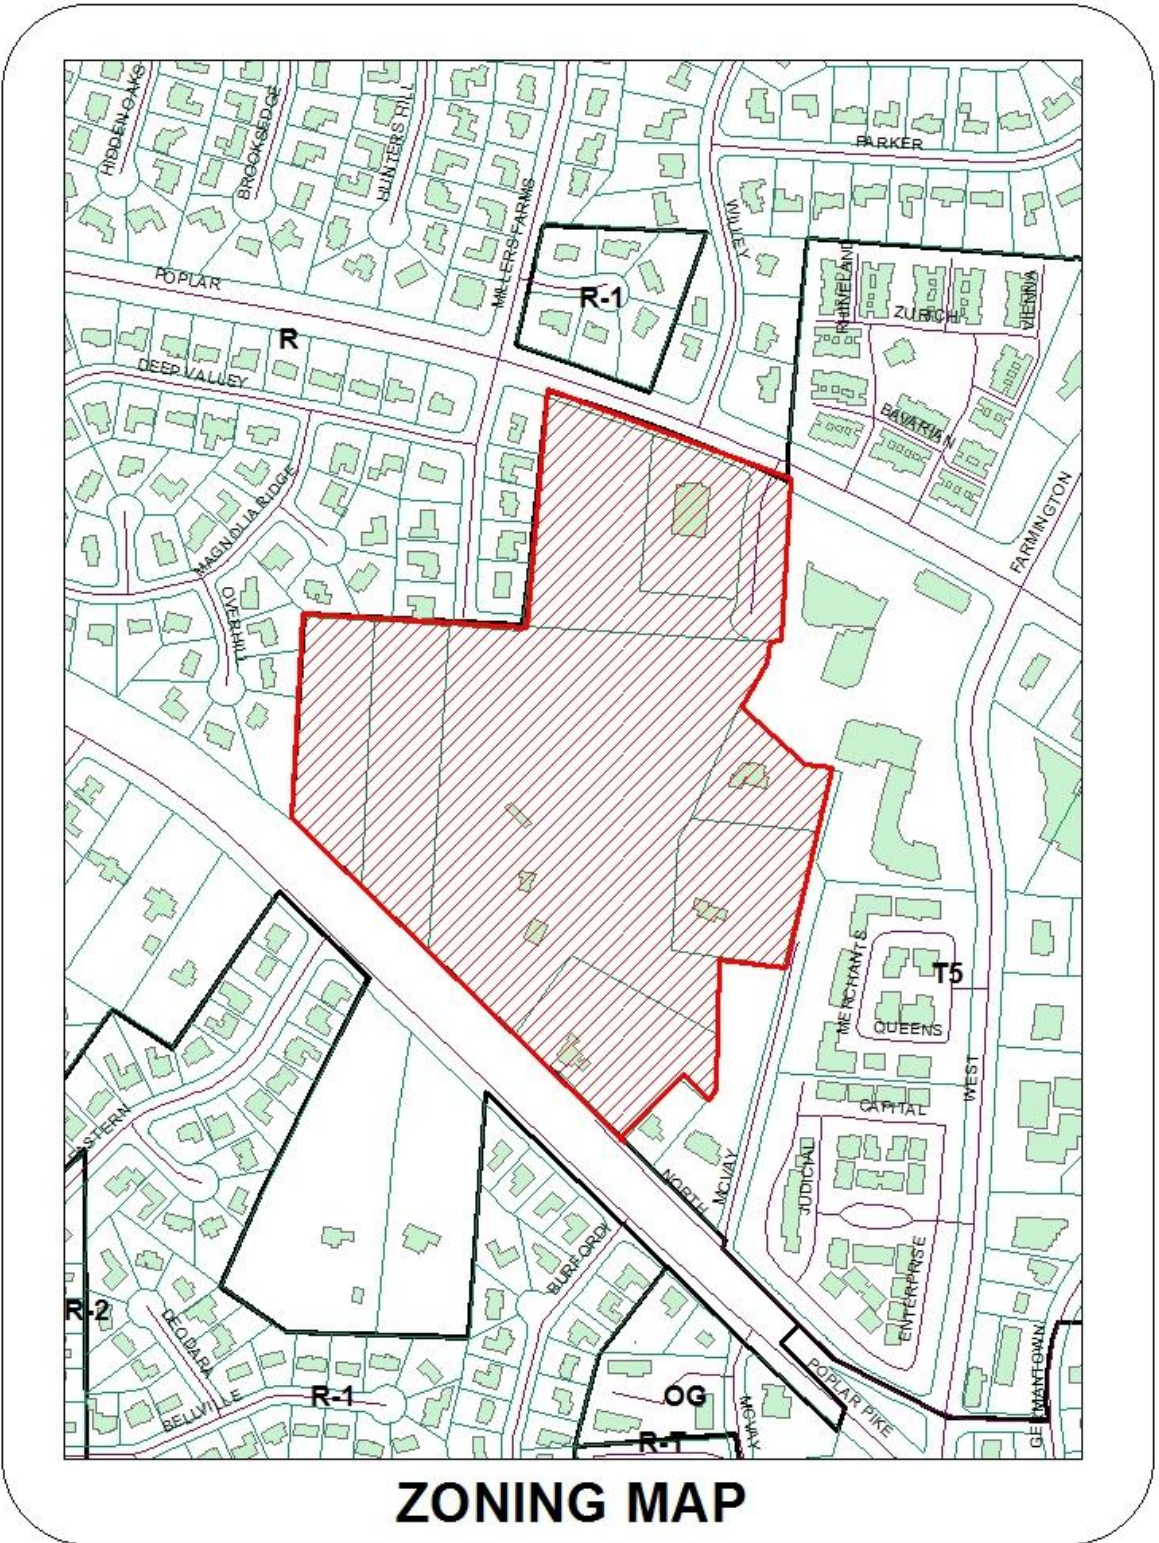 HIDDEN OAKS
BROOKSEDGE
HUNTERS HILL
PARKER
MILLERS FARMS
WILLEY
POPLAR
R-1
RHINELAND
ZURICH
VIENNA
R
DEEP VALLEY
BAVARIAN
MAGNOLIA RIDGE
FARMINGTON
OVERHILL
MERCHANTS
T5
QUEENS
WEST
CAPITAL
EASTERN
JUDICIAL
MCVAY
NORTH
BURFORDI
ENTERPRISE
R-2
DEODARA
POPLAR PIKE
GERMANTOWN
BELLVILLE
R-1
OG
MCVAY
R-T
ZONING MAP